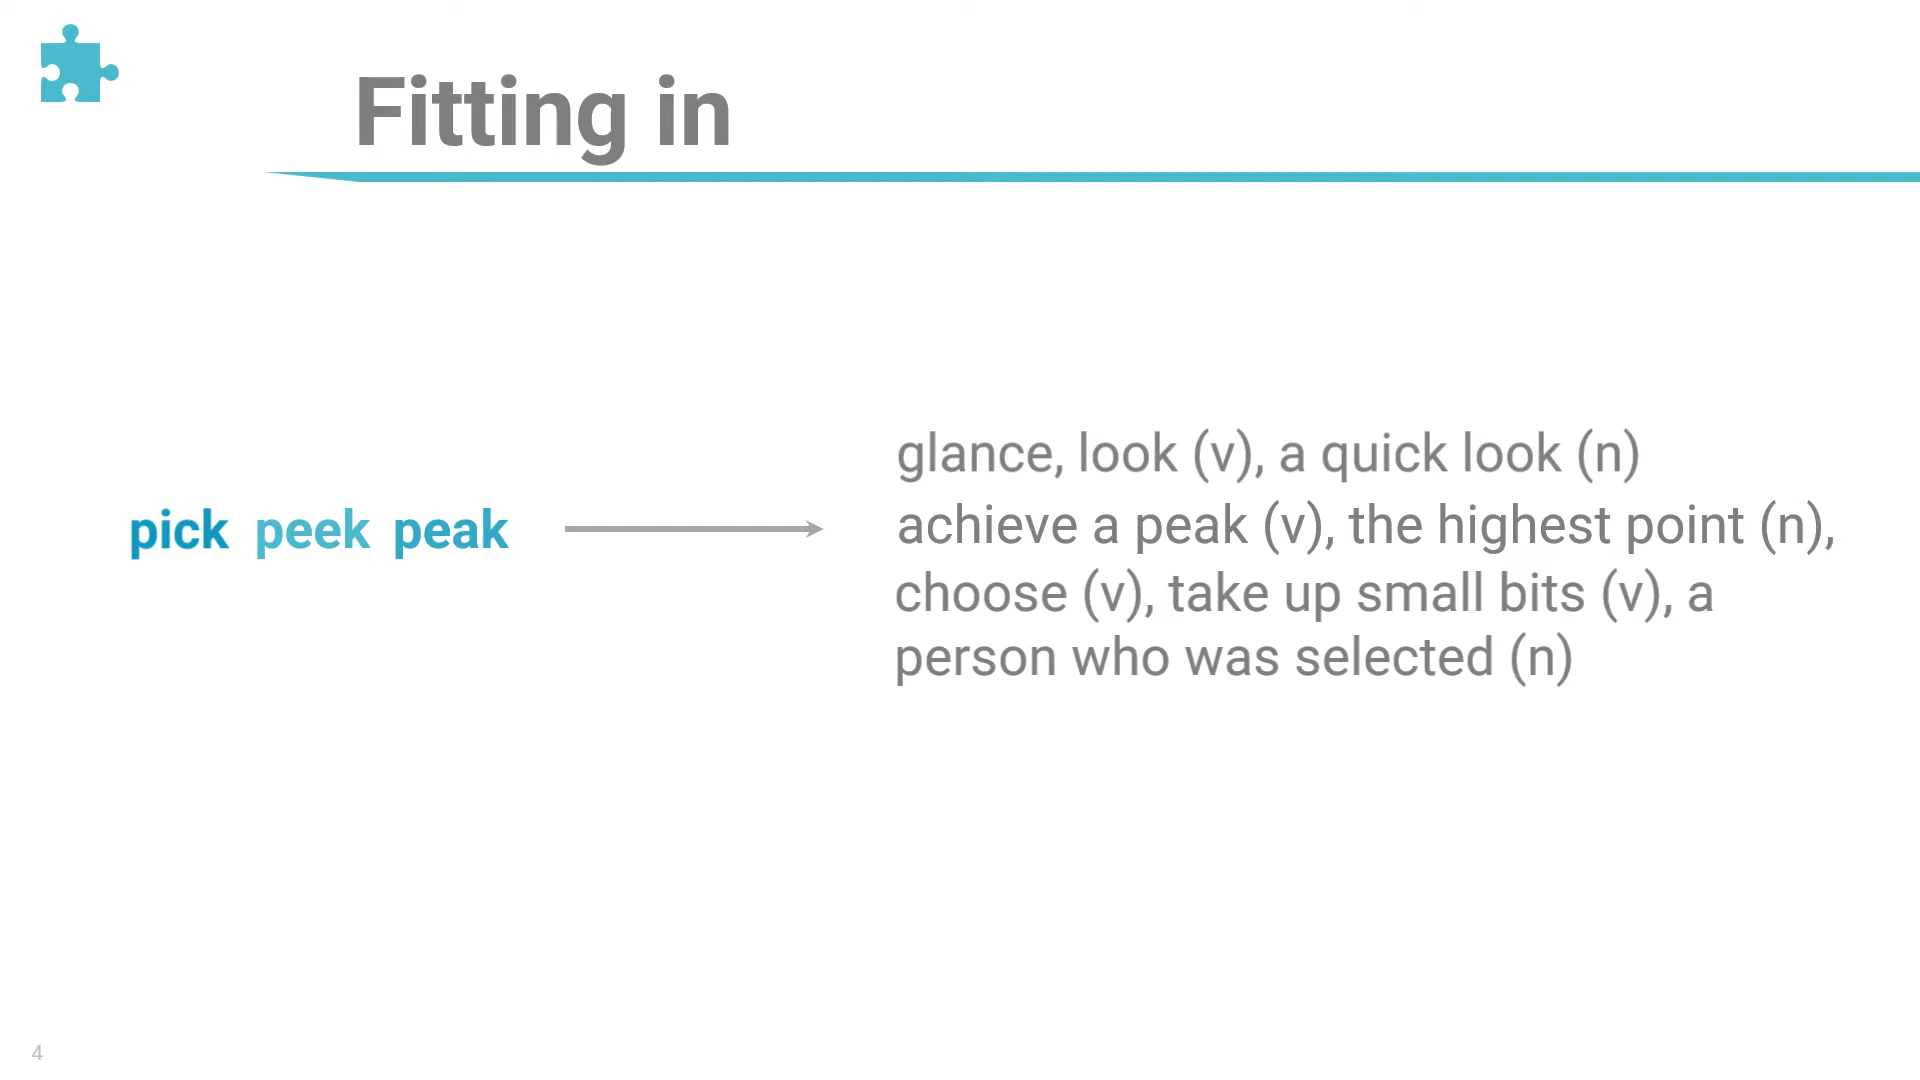 Fitting in
pick peek peak
glance, look (v), a quick look (n)
achieve a peak (v), the highest point (n),
choose (v), take up small bits (v), a
person who was selected (n)
4